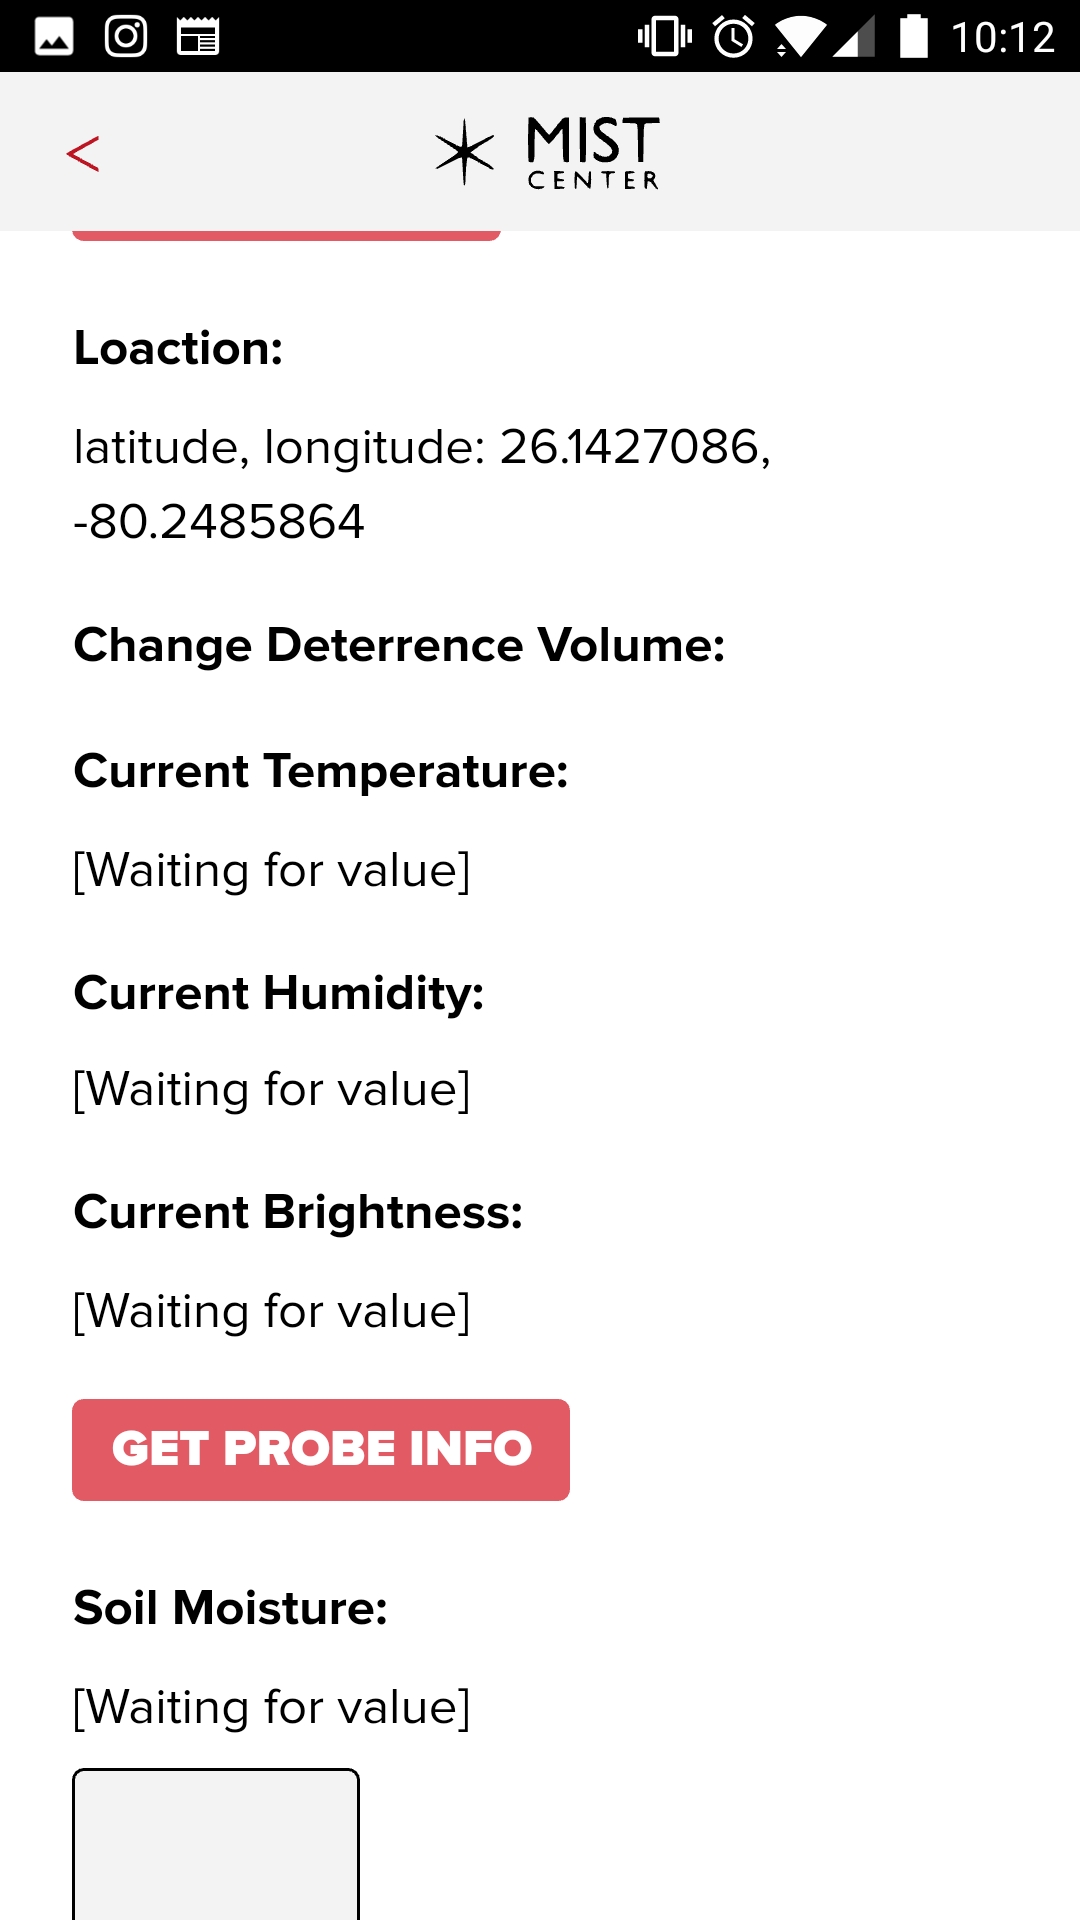 10:12
<
MIST
CENTER
Loaction:
latitude, longitude: 26.1427086,
-80.2485864
Change Deterrence Volume:
Current Temperature:
[Waiting for value]
Current Humidity:
[Waiting for value]
Current Brightness:
[Waiting for value]
GET PROBE INFO
Soil Moisture:
[Waiting for value]